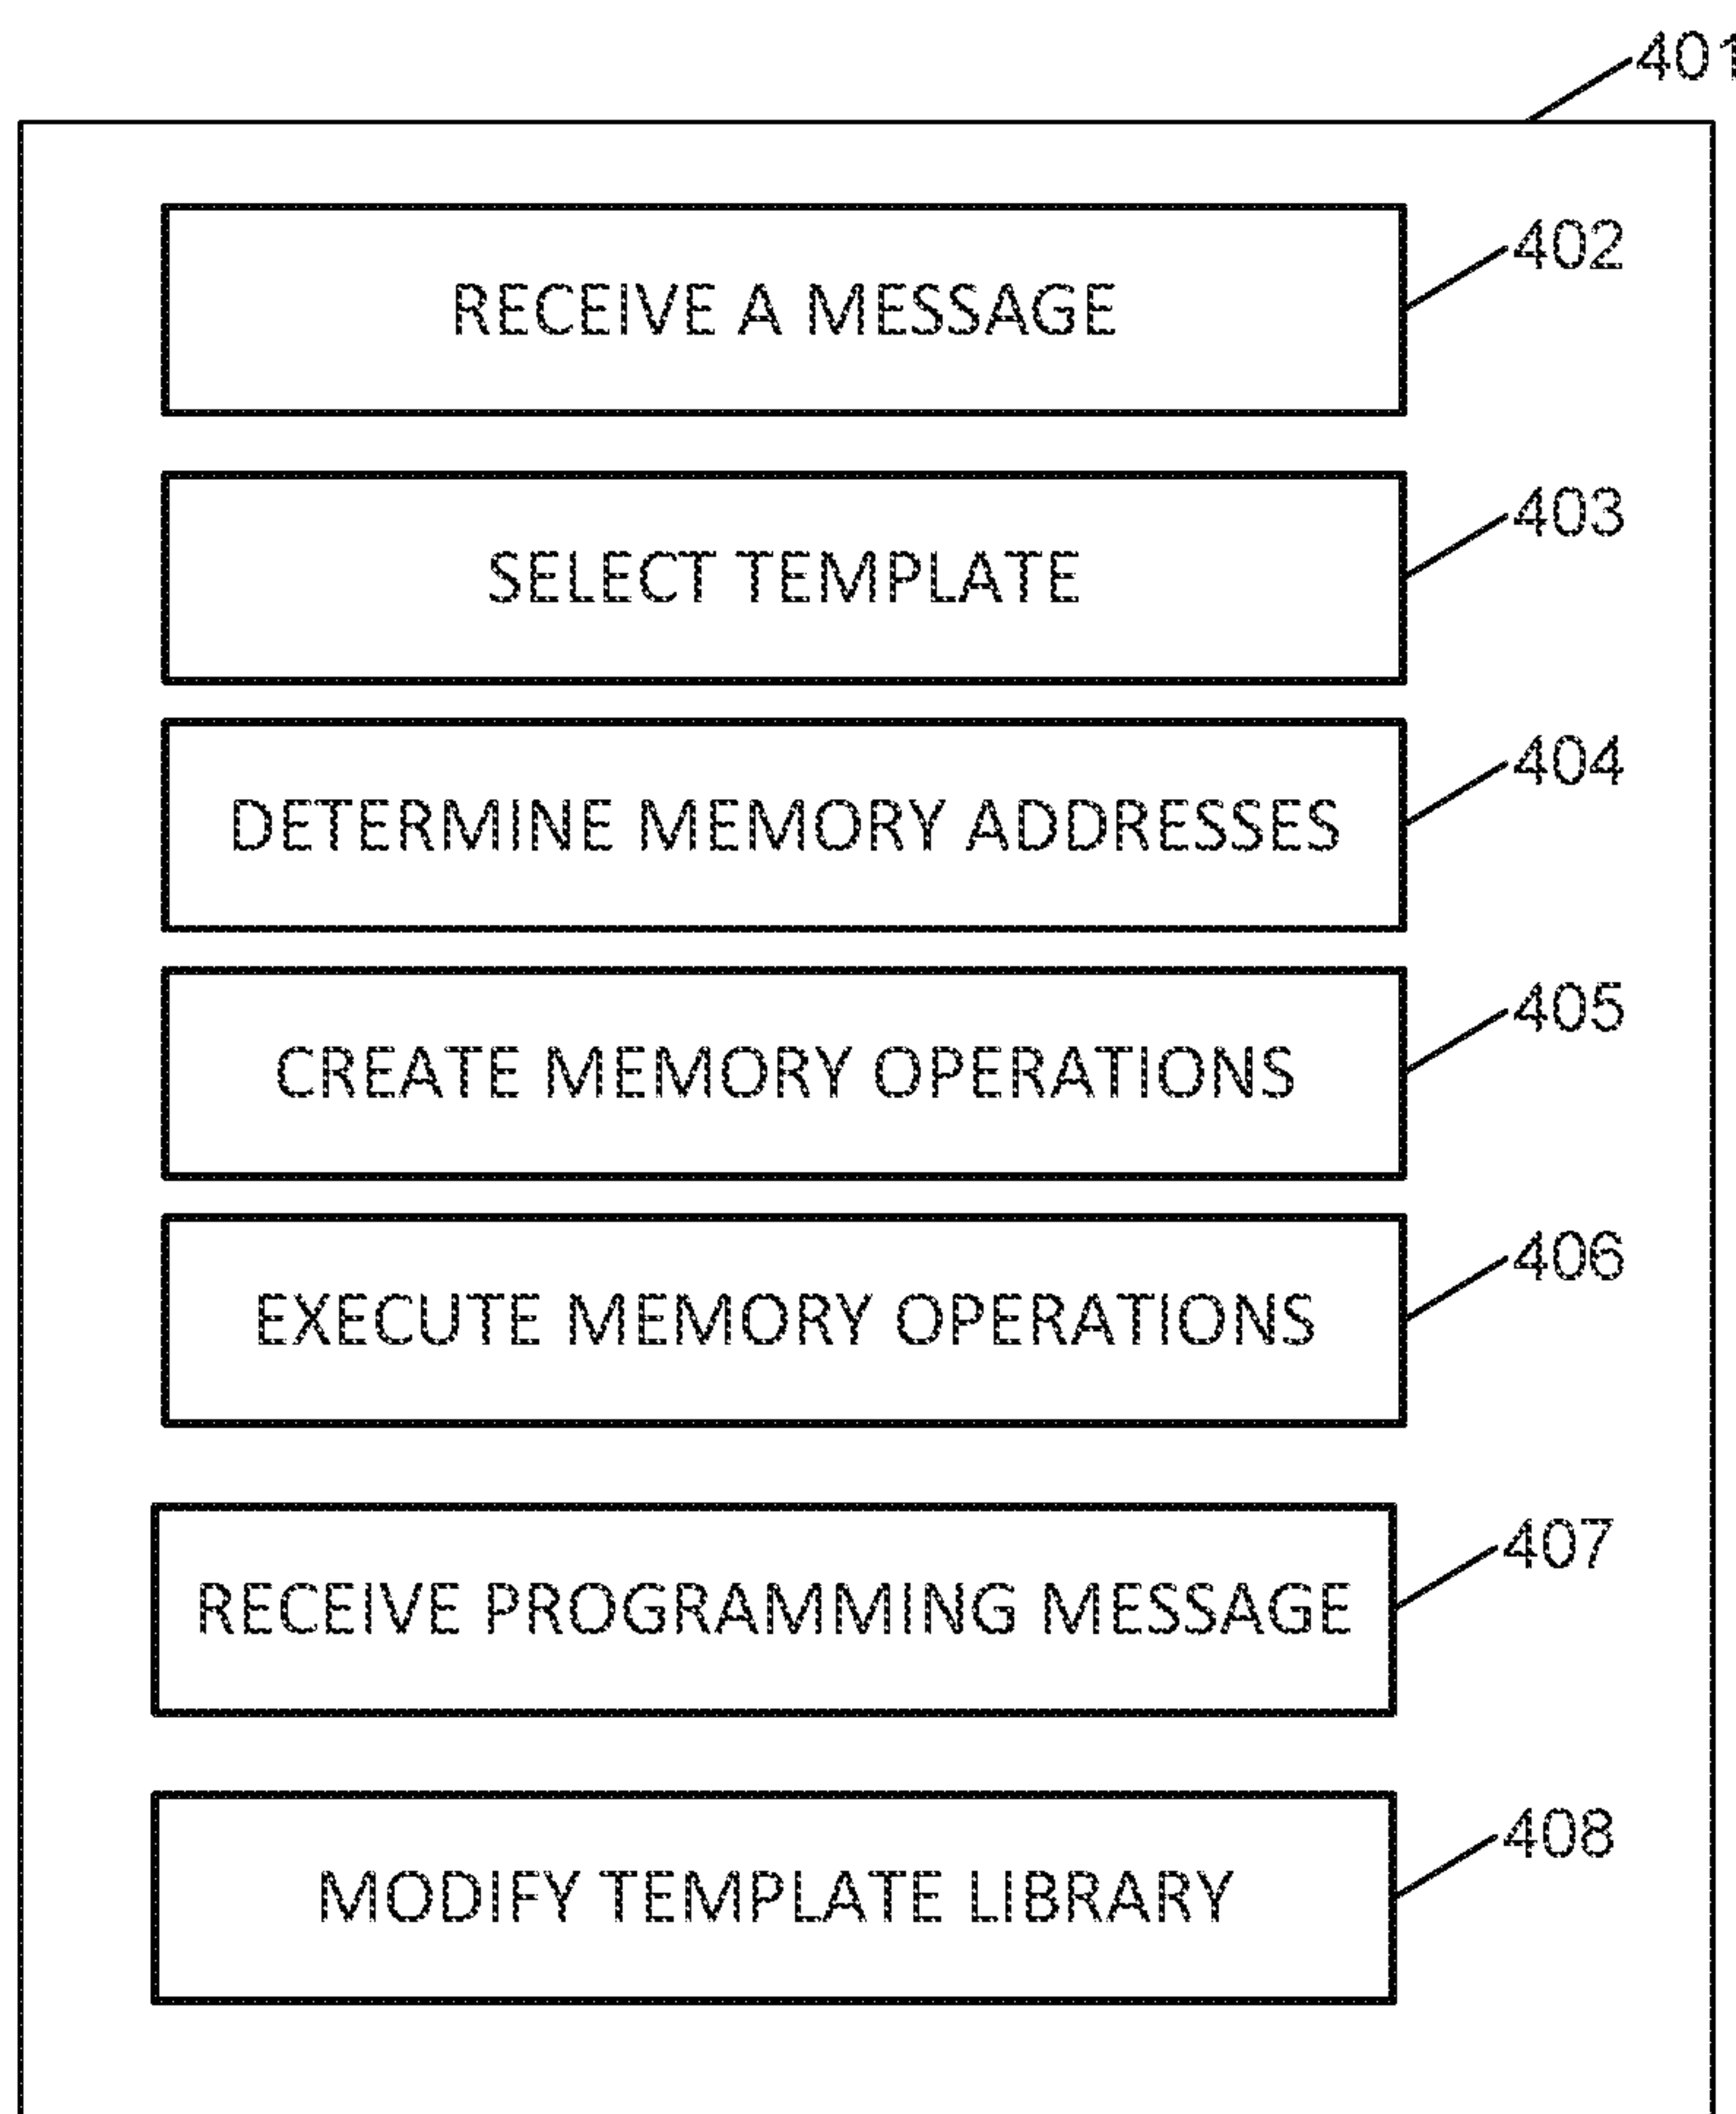 401
RECEIVE A MESSAGE
402
SELECT TEMPLATE
403
DETERMINE MEMORY ADDRESSES
404
CREATE MEMORY OPERATIONS
405
EXECUTE MEMORY OPERATIONS
406
RECEIVE PROGRAMMING MESSAGE
407
MODIFY TEMPLATE LIBRARY
408